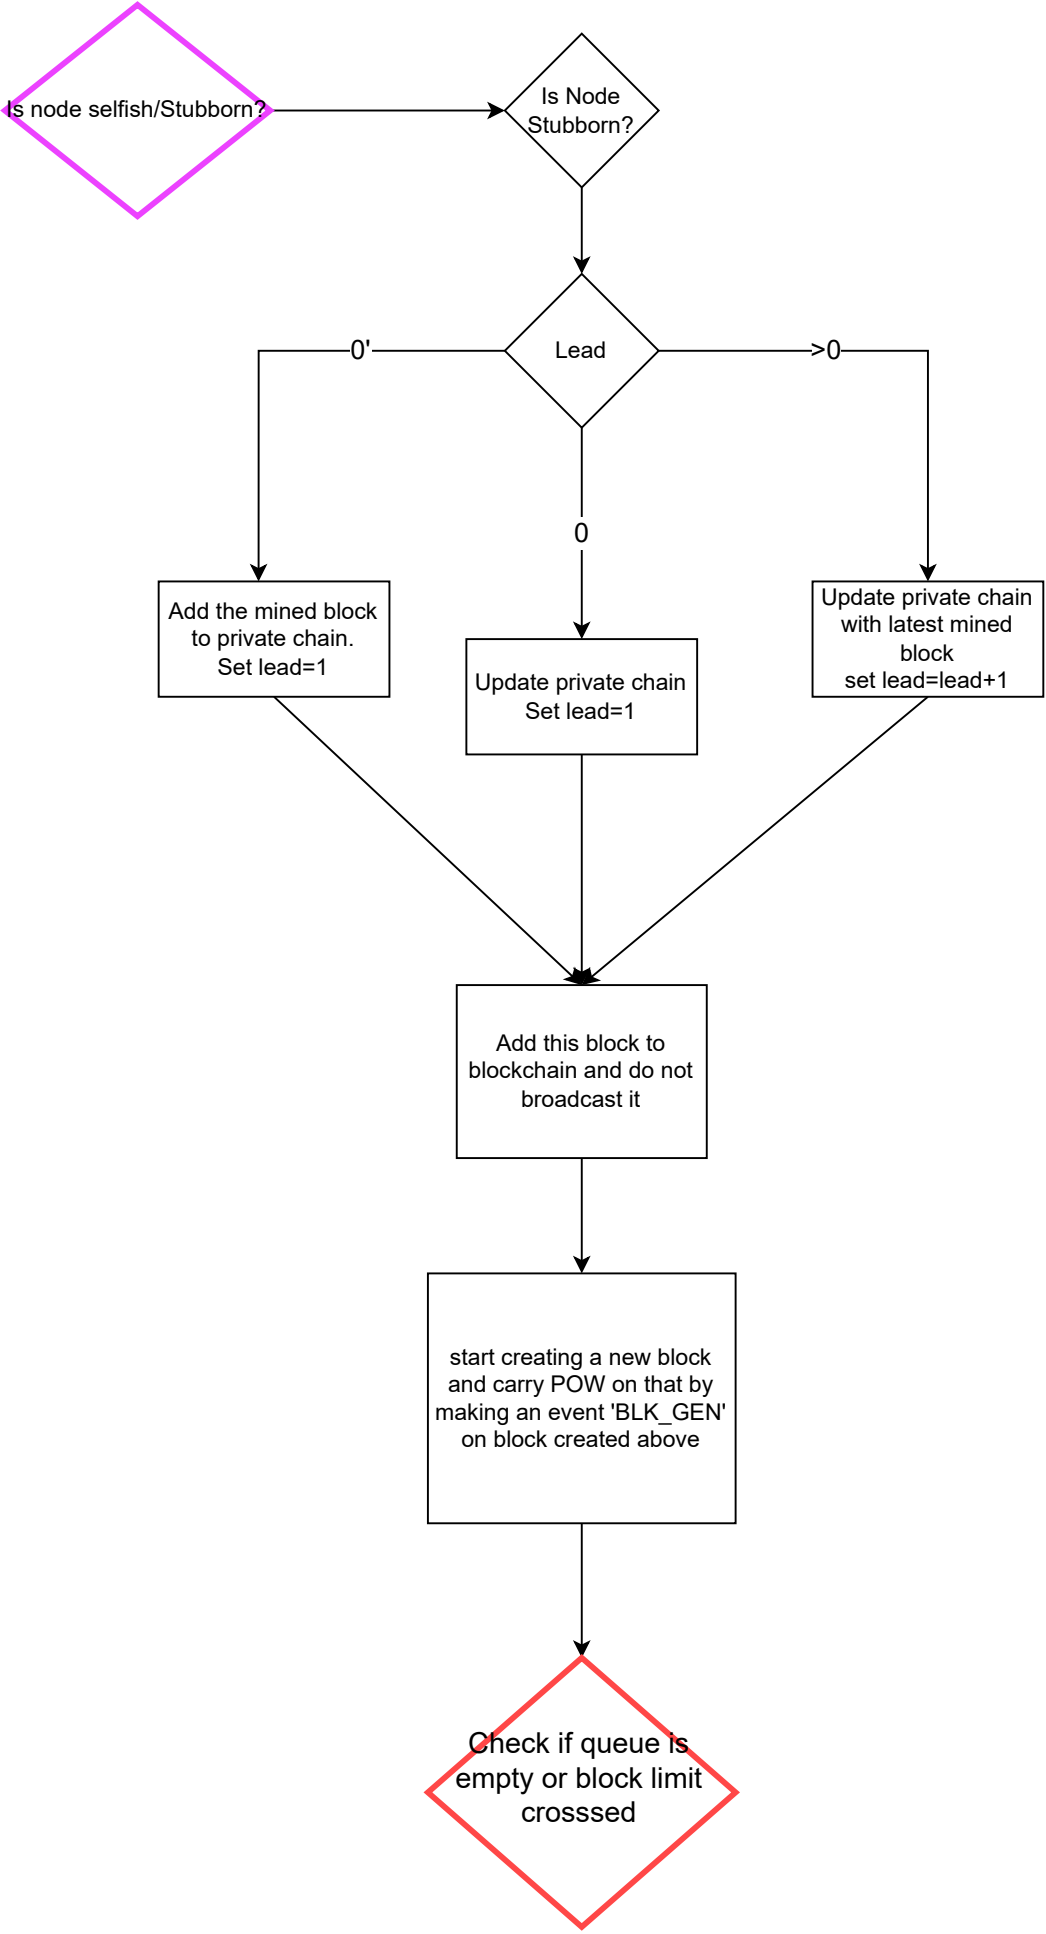 Is node selfish/Stubborn?
Is Node
Stubborn?
Lead
0'
>0
0
Add the mined block
to private chain.
Set lead=1
Update private chain
Set lead=1
Update private chain
with latest mined
block
set lead=lead+1
Add this block to
blockchain and do not
broadcast it
start creating a new block
and carry POW on that by
making an event 'BLK_GEN'
on block created above
Check if queue is
empty or block limit
crosssed